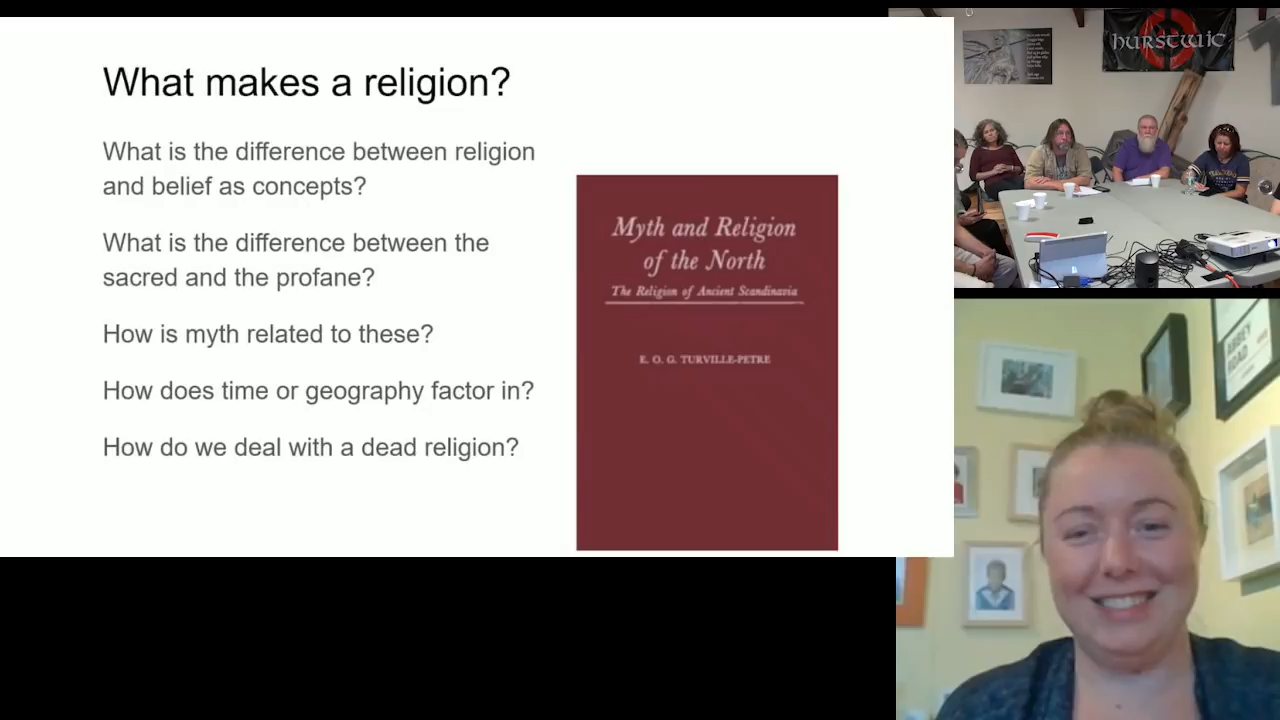 What makes a religion?
What is the difference between religion
and belief as concepts?
What is the difference between the
sacred and the profane?
How is myth related to these?
How does time or geography factor in?
How do we deal with a dead religion?
Myth and Religion
of the North
The Religion of Ancient Scandinavia
E. O. G. TURVILLE-PETRE
hurstwic
ABBEY
ROAD